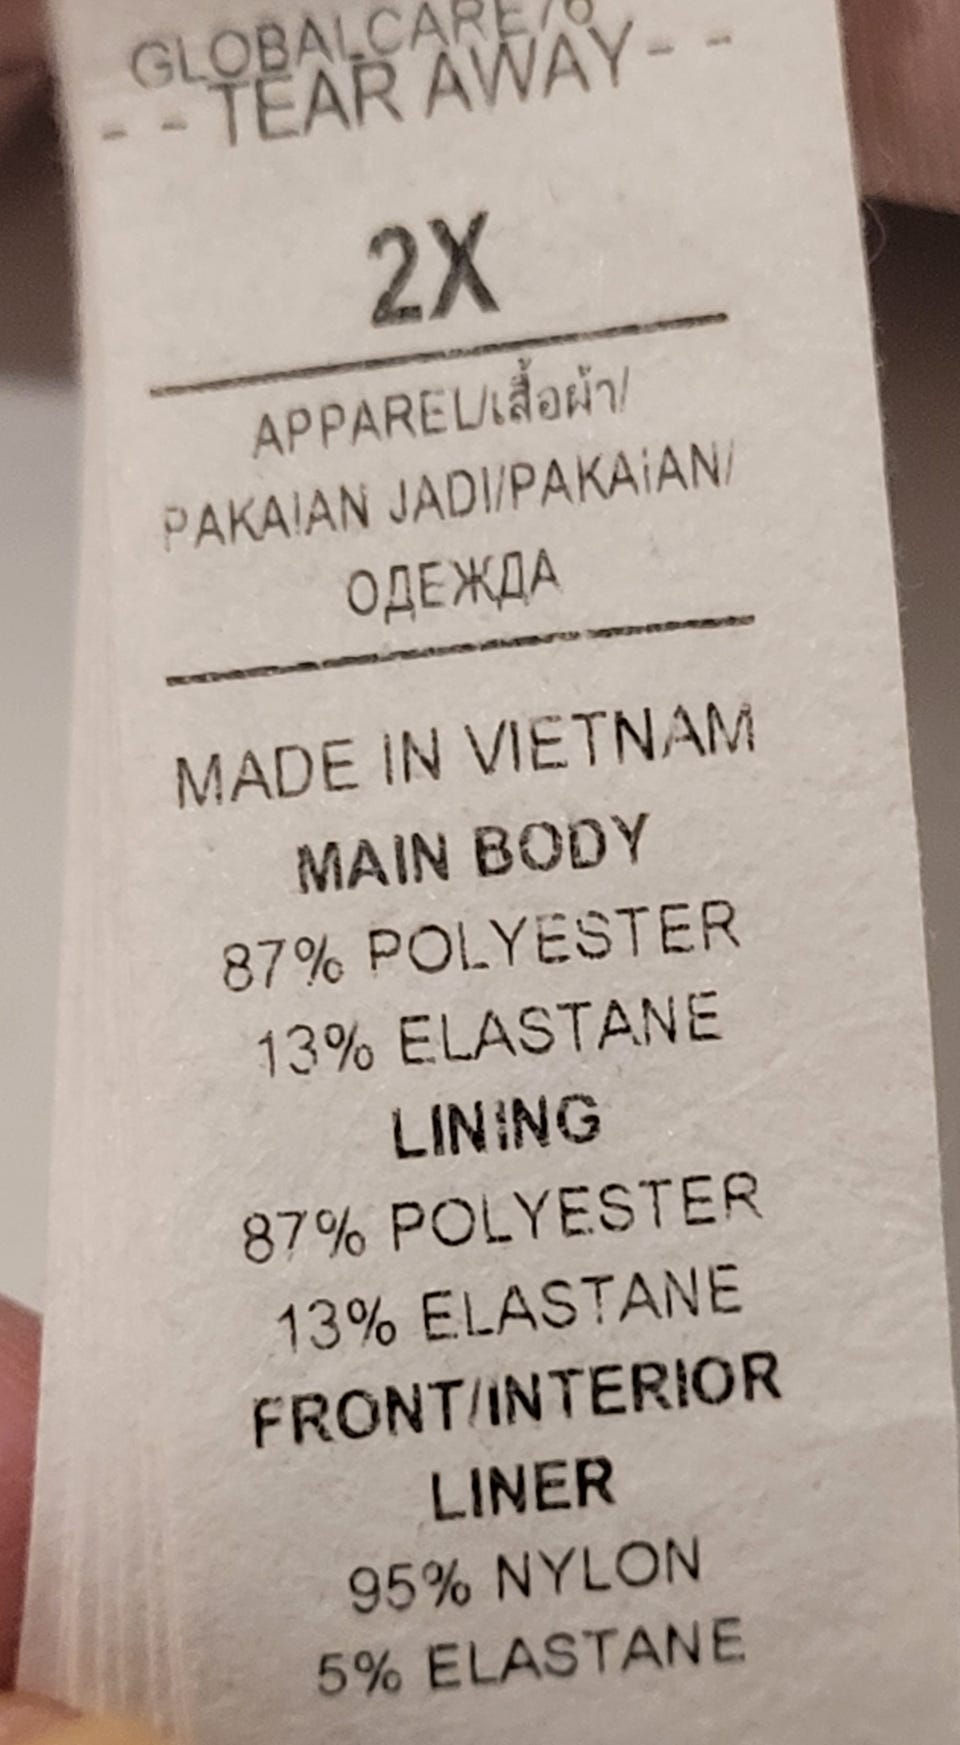 GLOBALCARE/6
- - TEAR AWAY - -
2X
APPAREL/เสื้อผ้า/
PAKAIAN JADI/PAKAiAN/
ОДЕЖДА
MADE IN VIETNAM
MAIN BODY
87% POLYESTER
13% ELASTANE
LINING
87% POLYESTER
13% ELASTANE
FRONT/INTERIOR
LINER
95% NYLON
5% ELASTANE